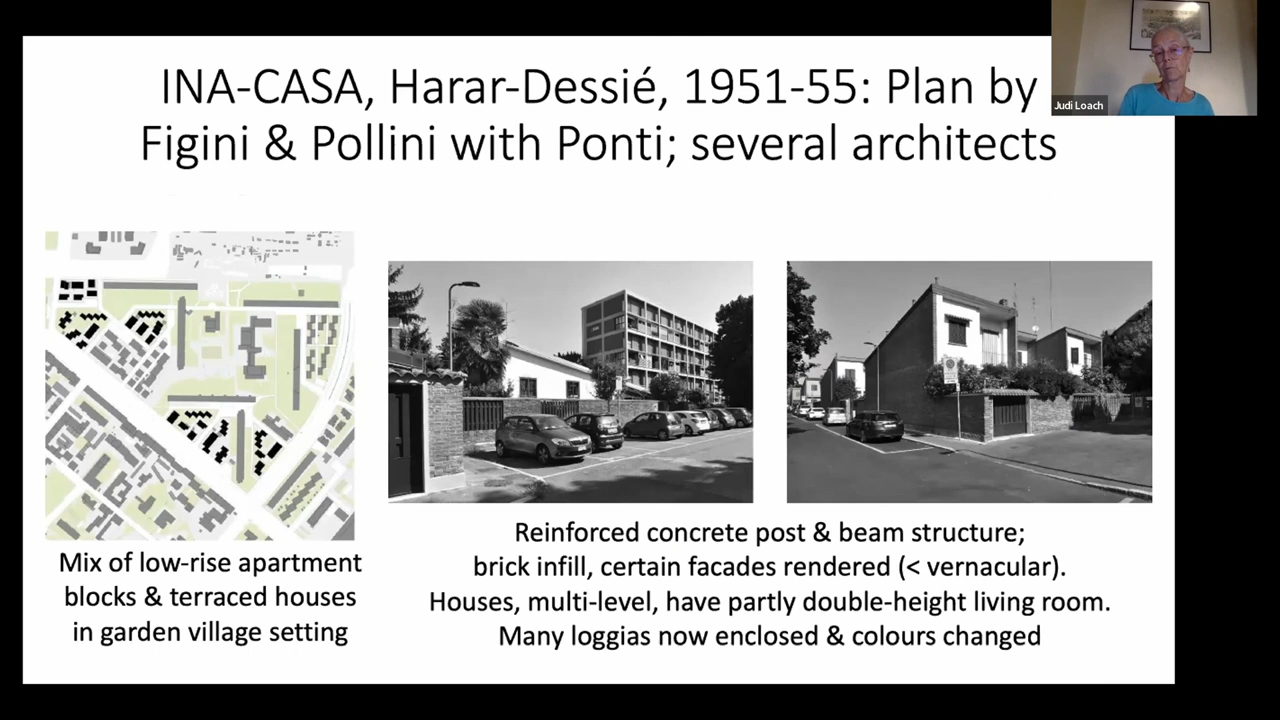 INA-CASA, Harar-Dessié, 1951-55: Plan by
Figini & Pollini with Ponti; several architects
Judi Loach
Mix of low-rise apartment
blocks & terraced houses
in garden village setting
Reinforced concrete post & beam structure;
brick infill, certain facades rendered (< vernacular).
Houses, multi-level, have partly double-height living room.
Many loggias now enclosed & colours changed